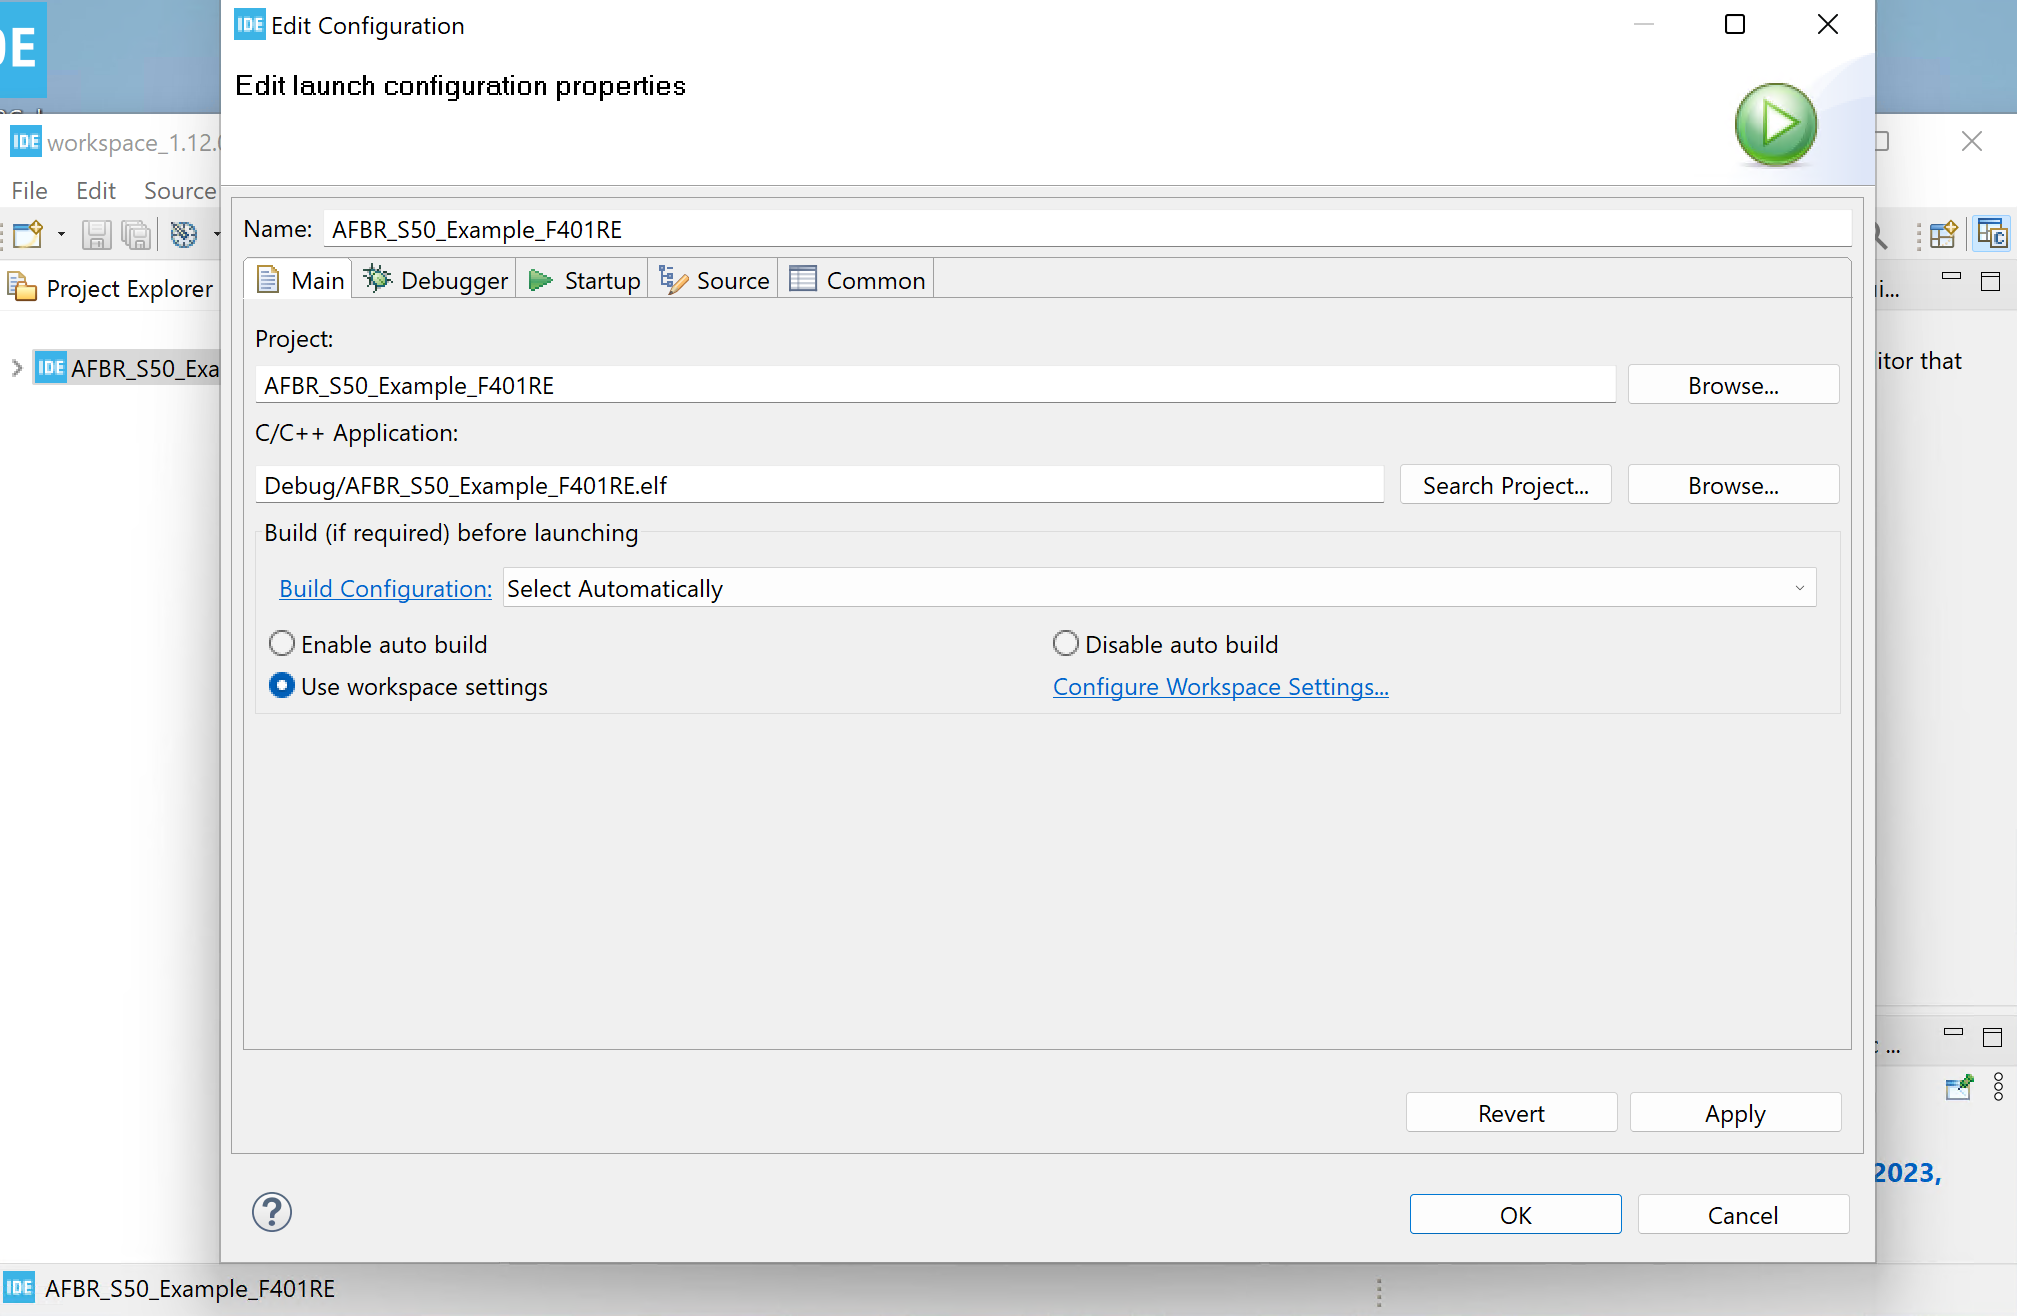 IDE Edit Configuration
Edit launch configuration properties
IDE workspace_1.12.
File Edit Source
Project Explorer
IDE AFBR_S50_Exa
Name: AFBR_S50_Example_F401RE
Main Debugger Startup Source Common
Project:
AFBR_S50_Example_F401RE
Browse...
C/C++ Application:
Debug/AFBR_S50_Example_F401RE.elf
Search Project...
Browse...
Build (if required) before launching
Build Configuration: Select Automatically
Enable auto build
Disable auto build
Use workspace settings
Configure Workspace Settings...
Revert
Apply
?
OK
Cancel
itor that
2023,
IDE AFBR_S50_Example_F401RE